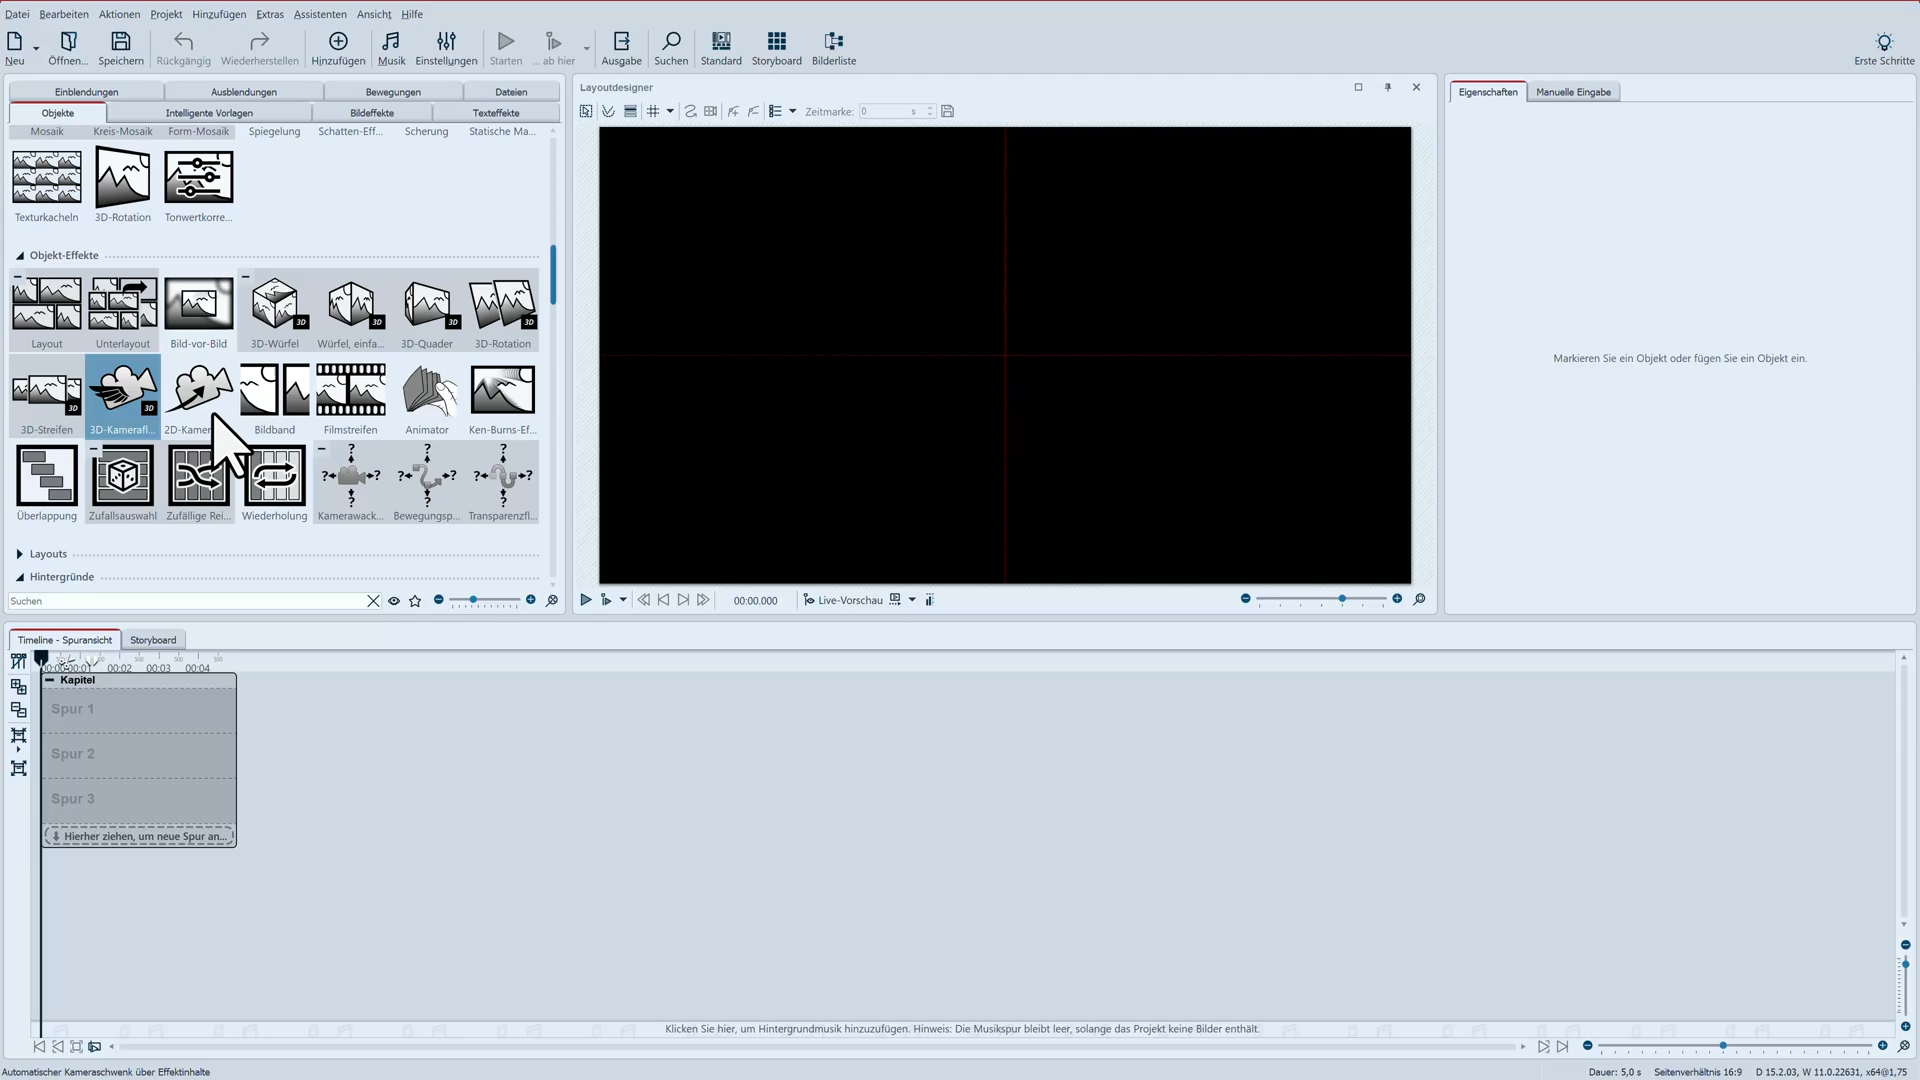 Datei Bearbeiten Aktionen Projekt Hinzufügen Extras Assistenten Ansicht Hilfe
Neu Öffnen... Speichern Rückgängig Wiederherstellen Hinzufügen Musik Einstellungen Starten ... ab hier Ausgabe Suchen Standard Storyboard Bilderliste Erste Schritte
Einblendungen Ausblendungen Bewegungen Dateien
Objekte Intelligente Vorlagen Bildeffekte Texteffekte
Mosaik Kreis-Mosaik Form-Mosaik Spiegelung Schatten-Eff... Scherung Statische Ma...
Texturkacheln 3D-Rotation Tonwertkorre...
Objekt-Effekte
3D 3D 3D 3D
Layout Unterlayout Bild-vor-Bild 3D-Würfel Würfel, einfa... 3D-Quader 3D-Rotation
3D 3D
3D-Streifen 3D-Kamerafl... 2D-Kamer Bildband Filmstreifen Animator Ken-Burns-Ef...
Überlappung Zufallsauswahl Zufällige Rei... Wiederholung Kamerawack... Bewegungsp... Transparenzfl...
Layouts
Hintergründe
Suchen
Layoutdesigner
Zeitmarke: 0 s
00:00.000 Live-Vorschau
Eigenschaften Manuelle Eingabe
Markieren Sie ein Objekt oder fügen Sie ein Objekt ein.
Timeline - Spuransicht Storyboard
00:02 00:03 00:04
Kapitel
Spur 1
Spur 2
Spur 3
Hierher ziehen, um neue Spur an...
Klicken Sie hier, um Hintergrundmusik hinzuzufügen. Hinweis: Die Musikspur bleibt leer, solange das Projekt keine Bilder enthält.
Automatischer Kameraschwenk über Effektinhalte
Dauer: 5,0 s Seitenverhältnis 16:9 D 15.2.03, W 11.0.22631, x64@1,75